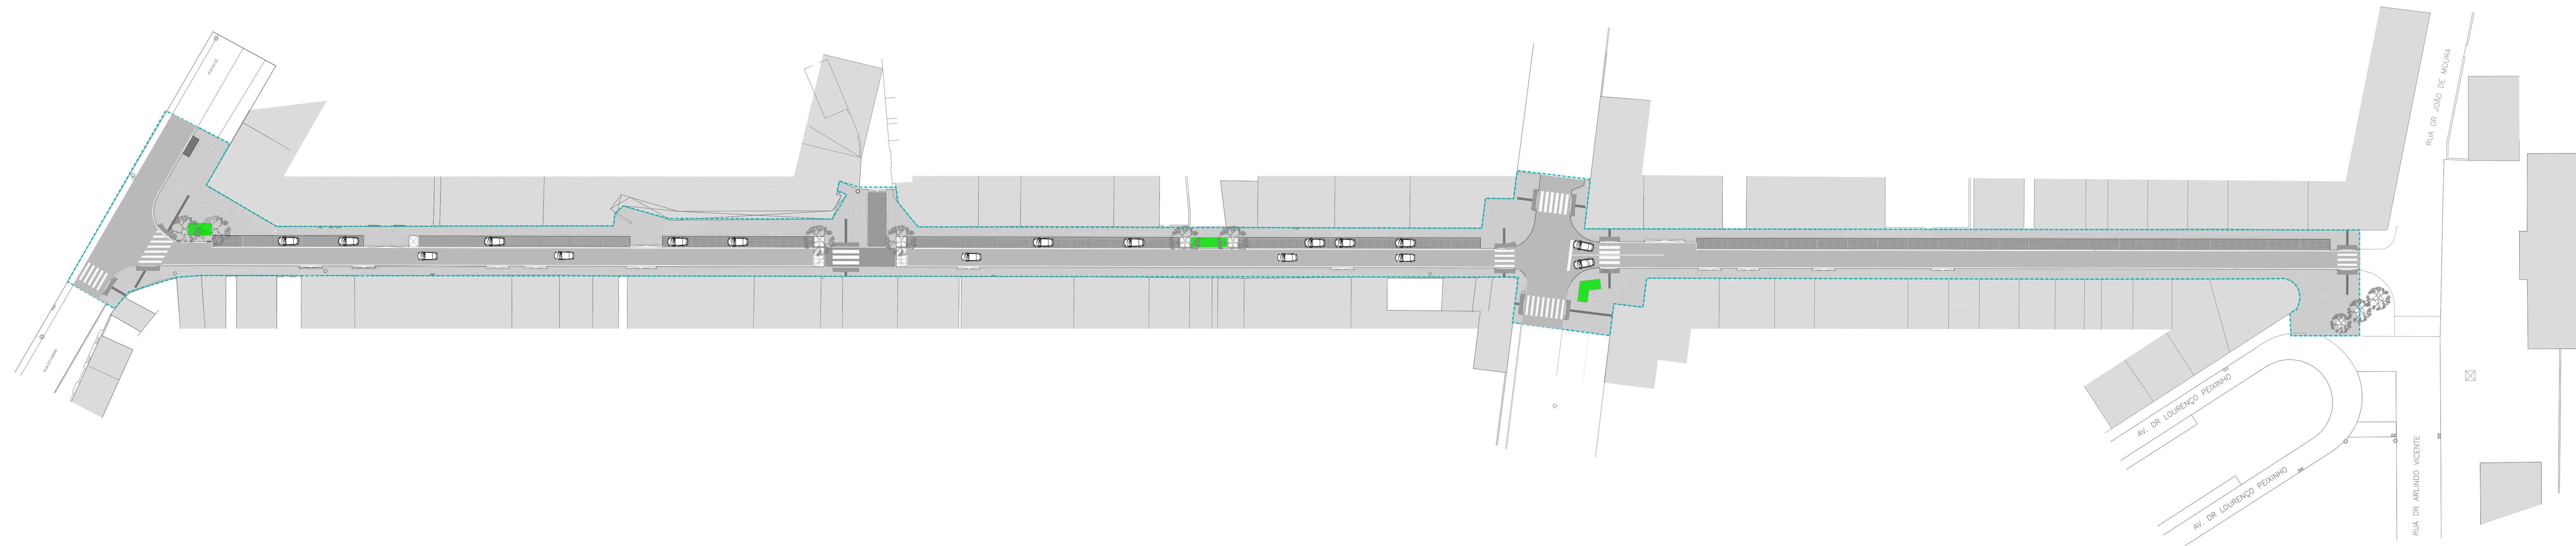 RUA DR JOÃO DE MOURA
AV. DR LOURENÇO PEIXINHO
AV. DR LOURENÇO PEIXINHO
RUA DR ARLINDO VICENTE